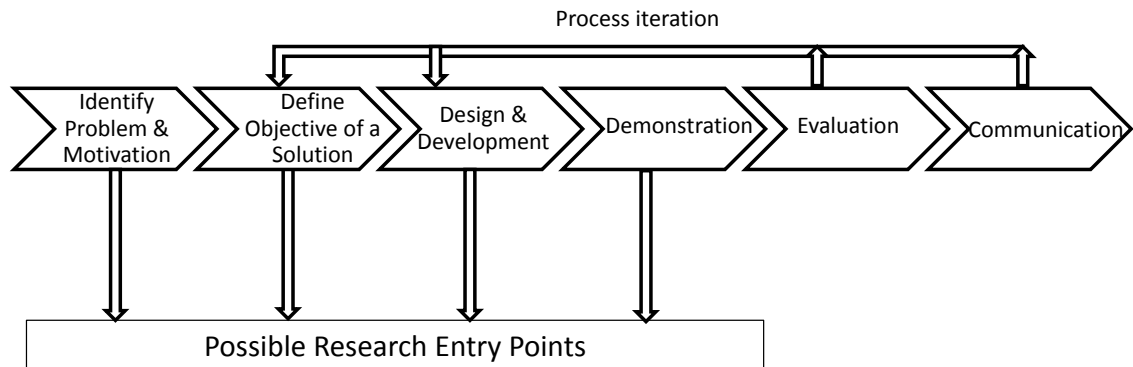 Process iteration
Identify
Problem &
Motivation
Define
Objective of a
Solution
Design &
Development
Demonstration
Evaluation
Communication
Possible Research Entry Points